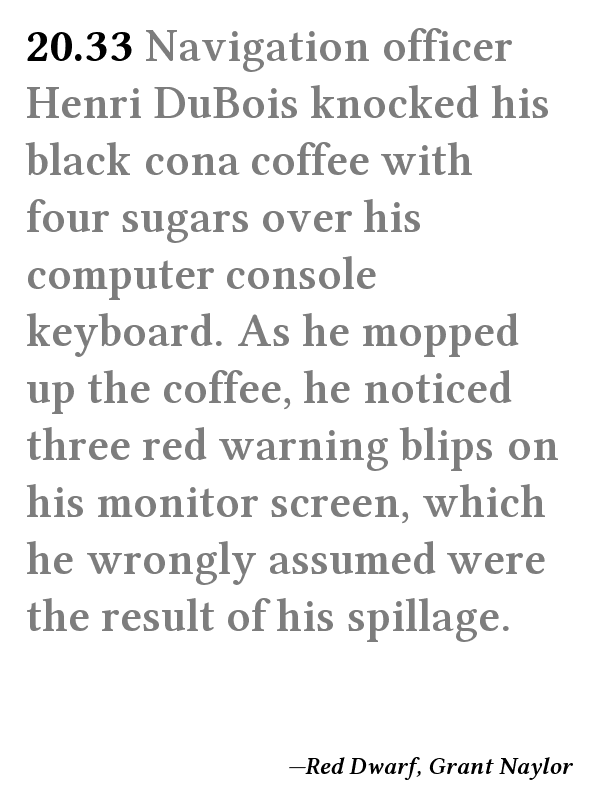 20.33 Navigation officer
Henri DuBois knocked his
black cona coffee with
four sugars over his
computer console
keyboard. As he mopped
up the coffee, he noticed
three red warning blips on
his monitor screen, which
he wrongly assumed were
the result of his spillage.
—Red Dwarf, Grant Naylor